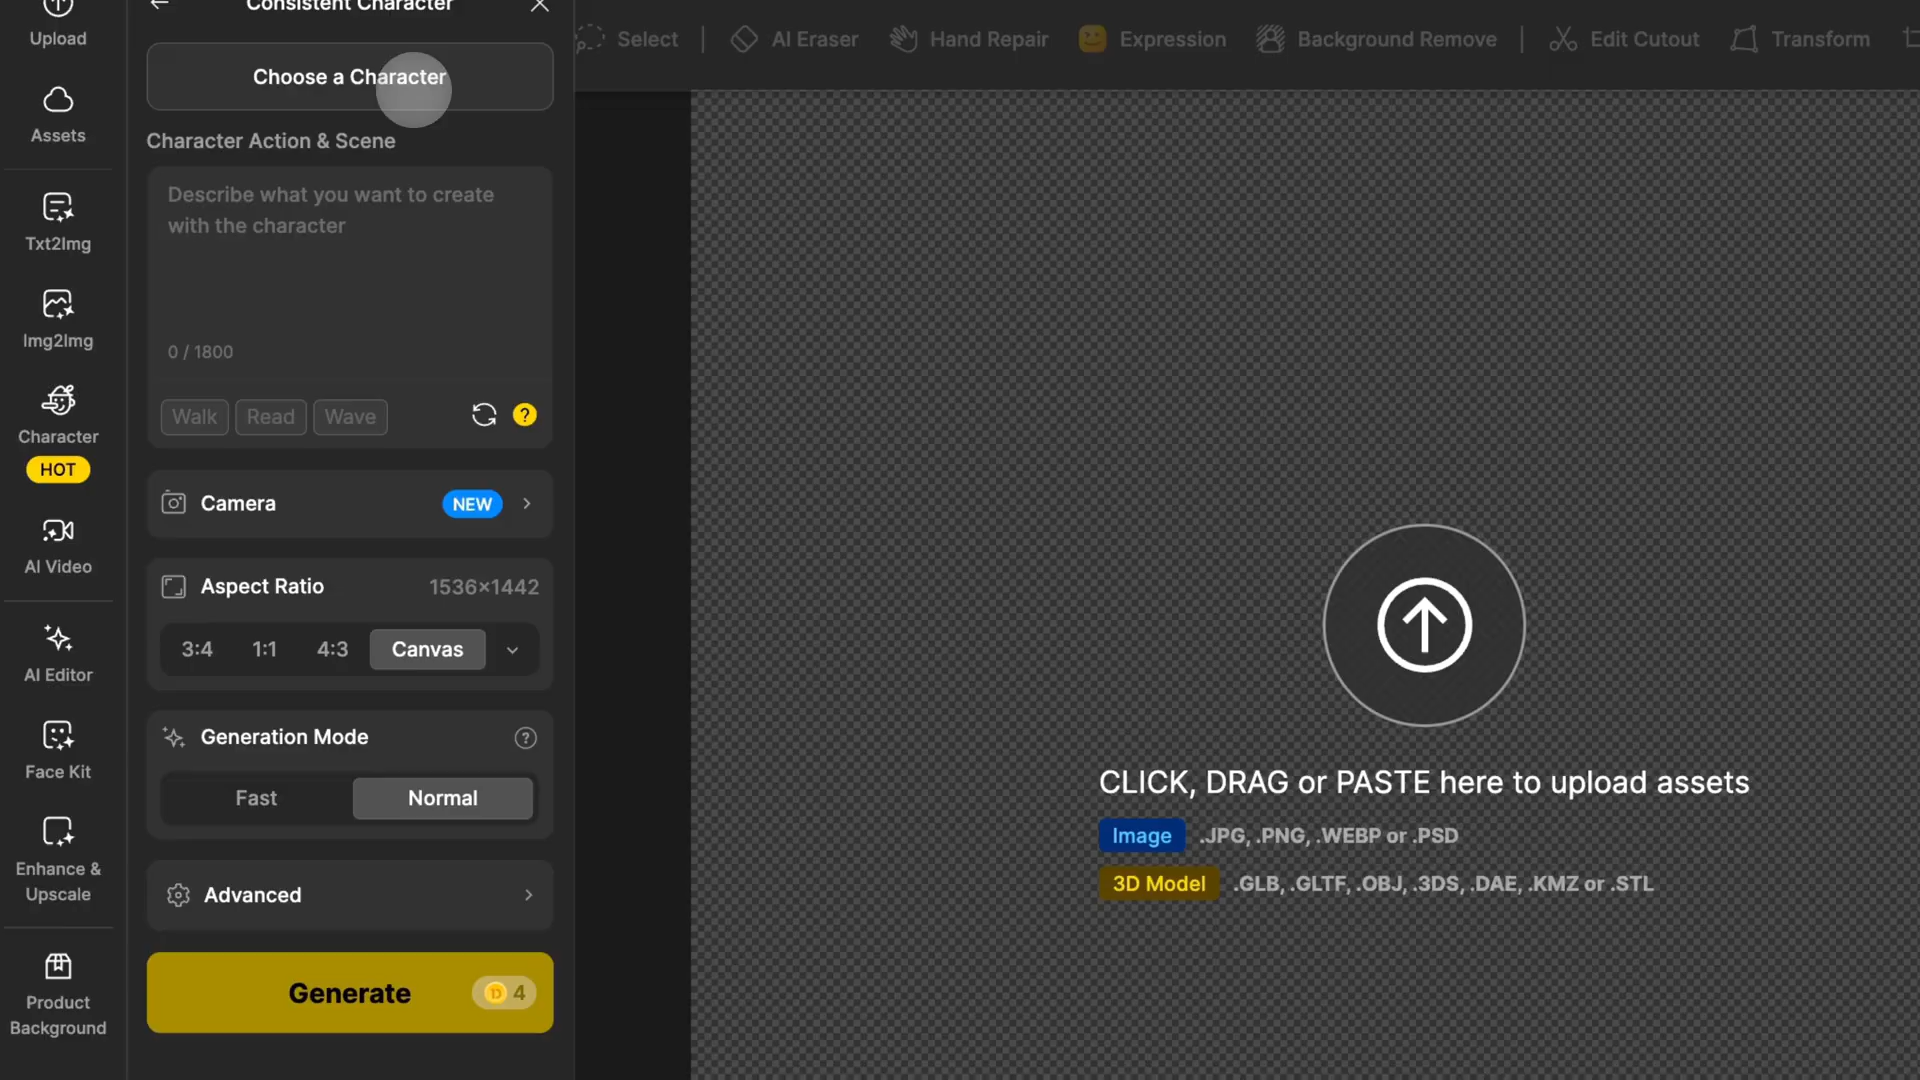 Upload
Assets
Txt2Img
Img2Img
Character
HOT
AI Video
AI Editor
Face Kit
Enhance &
Upscale
Product
Background
Consistent Character
Choose a Character
Character Action & Scene
Describe what you want to create
with the character
0 / 1800
Walk Read Wave
?
Camera NEW
Aspect Ratio 1536×1442
3:4 1:1 4:3 Canvas
Generation Mode ?
Fast Normal
Advanced
Generate 4
Select AI Eraser Hand Repair Expression Background Remove Edit Cutout Transform
CLICK, DRAG or PASTE here to upload assets
Image .JPG, .PNG, .WEBP or .PSD
3D Model .GLB, .GLTF, .OBJ, .3DS, .DAE, .KMZ or .STL